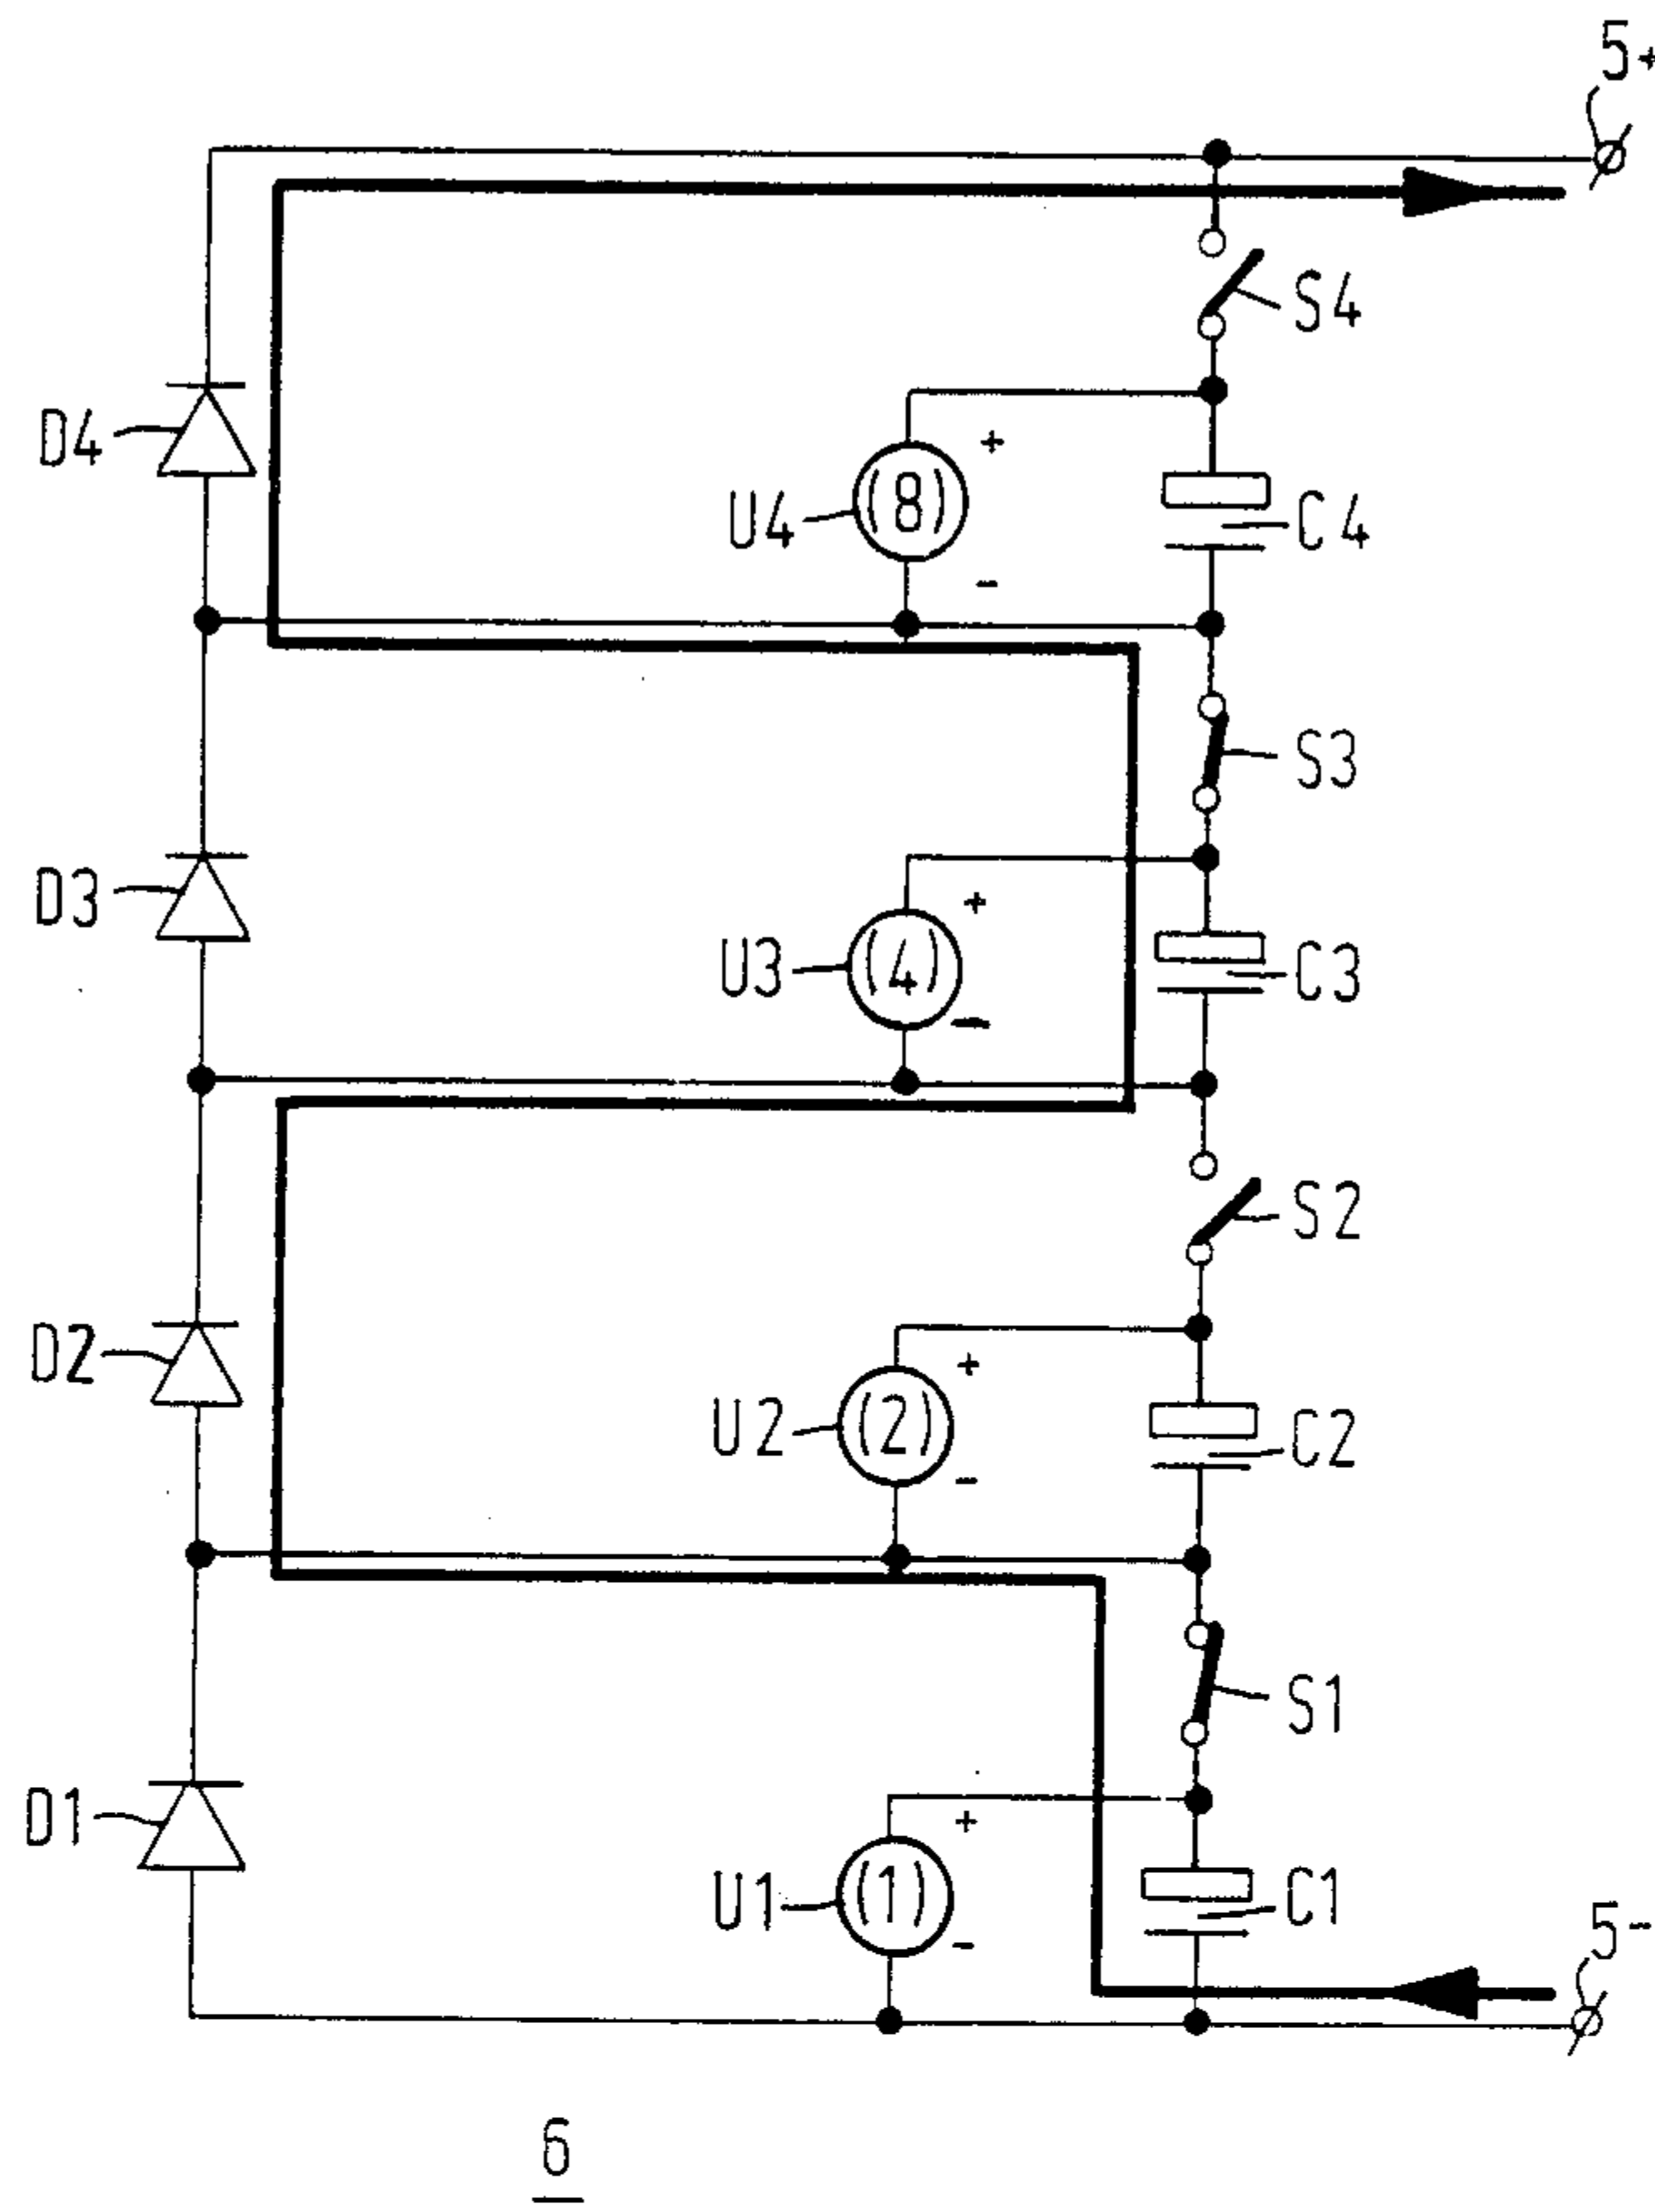 5+
S4
D4
+
U4
(8)
C4
-
S3
D3
+
U3
(4)
C3
-
S2
D2
+
U2
(2)
C2
-
S1
D1
+
U1
(1)
C1
-
5-
6